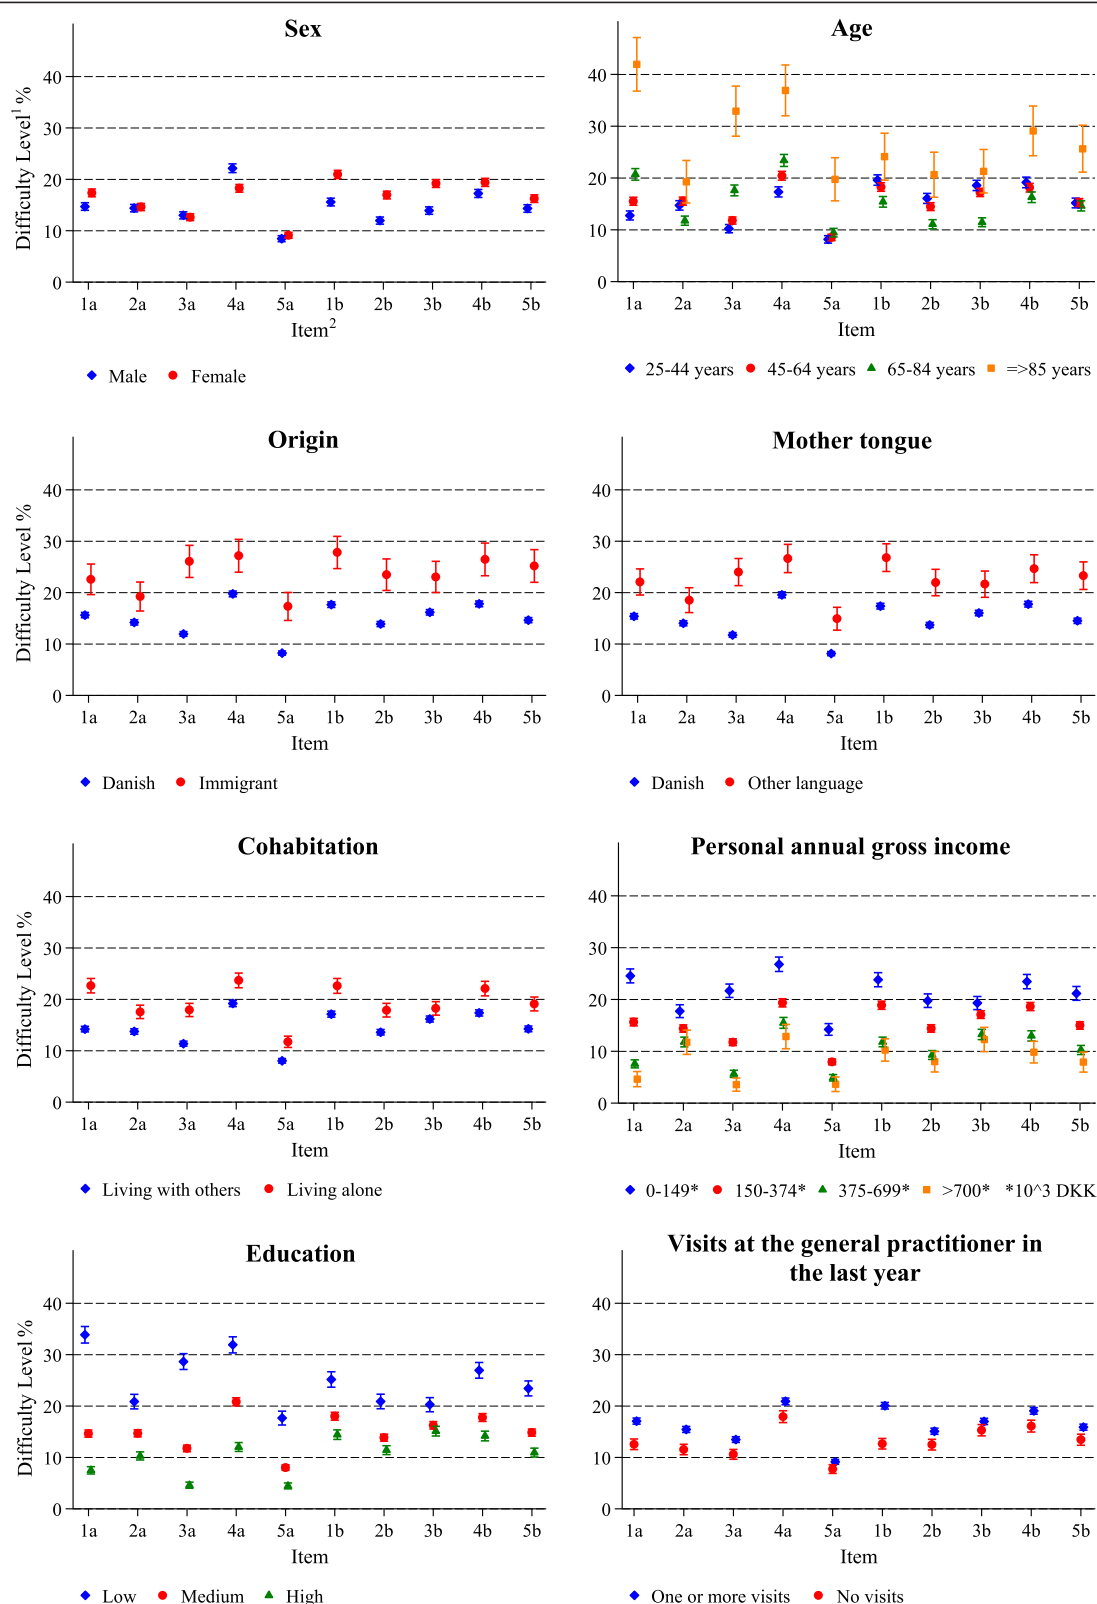 Sex
Difficulty Level1 %
40
30
20
10
0
1a 2a 3a 4a 5a 1b 2b 3b 4b 5b
Item2
Male Female
Age
40
30
20
10
0
1a 2a 3a 4a 5a 1b 2b 3b 4b 5b
Item
25-44 years 45-64 years 65-84 years =>85 years
Origin
Difficulty Level %
40
30
20
10
0
1a 2a 3a 4a 5a 1b 2b 3b 4b 5b
Item
Danish Immigrant
Mother tongue
40
30
20
10
0
1a 2a 3a 4a 5a 1b 2b 3b 4b 5b
Item
Danish Other language
Cohabitation
Difficulty Level %
40
30
20
10
0
1a 2a 3a 4a 5a 1b 2b 3b 4b 5b
Item
Living with others Living alone
Personal annual gross income
40
30
20
10
0
1a 2a 3a 4a 5a 1b 2b 3b 4b 5b
Item
0-149* 150-374* 375-699* >700* *10^3 DKK
Education
Difficulty Level %
40
30
20
10
0
1a 2a 3a 4a 5a 1b 2b 3b 4b 5b
Item
Low Medium High
Visits at the general practitioner in
the last year
40
30
20
10
0
1a 2a 3a 4a 5a 1b 2b 3b 4b 5b
Item
One or more visits No visits